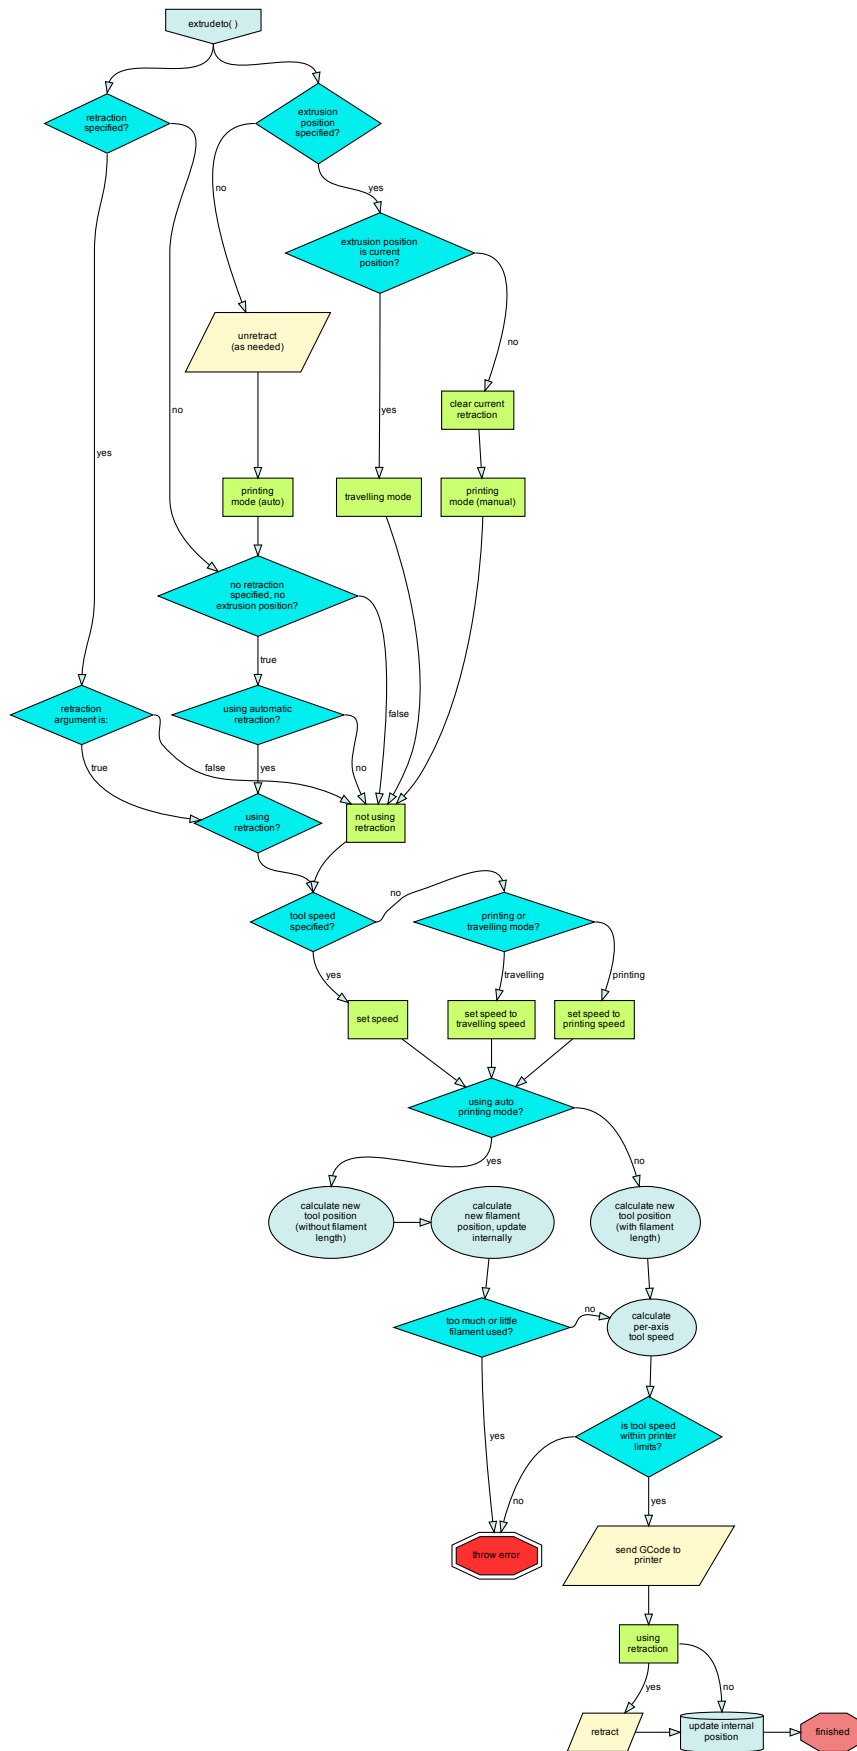 extrudeto( )
retraction
specified?
extrusion
position
specified?
no
yes
extrusion position
is current
position?
unretract
(as needed)
no
clear current
retraction
no
yes
yes
printing
mode (auto)
travelling mode
printing
mode (manual)
no retraction
specified, no
extrusion position?
true
false
retraction
argument is:
using automatic
retraction?
true
false
yes
no
using
retraction?
not using
retraction
no
tool speed
specified?
printing or
travelling mode?
yes
travelling
printing
set speed
set speed to
travelling speed
set speed to
printing speed
using auto
printing mode?
yes
no
calculate new
tool position
(without filament
length)
calculate
new filament
position, update
internally
calculate new
tool position
(with filament
length)
too much or little
filament used?
no
calculate
per-axis
tool speed
is tool speed
within printer
limits?
yes
no
yes
throw error
send GCode to
printer
using
retraction
yes
no
retract
update internal
position
finished